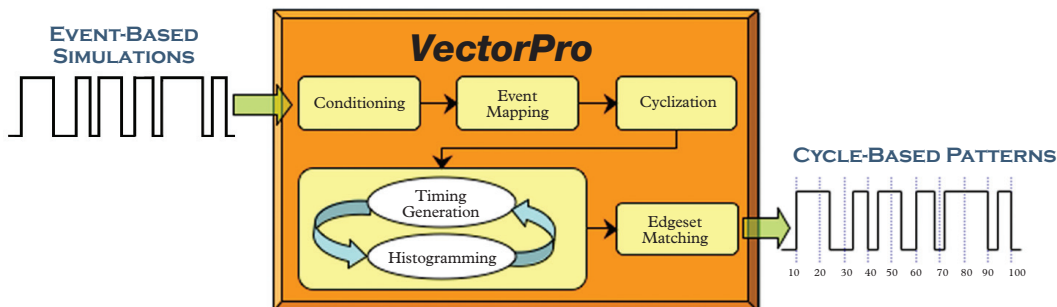 EVENT-BASED
SIMULATIONS
VectorPro
Conditioning
Event
Mapping
Cyclization
Timing
Generation
Histogramming
Edgeset
Matching
CYCLE-BASED PATTERNS
10 20 30 40 50 60 70 80 90 100